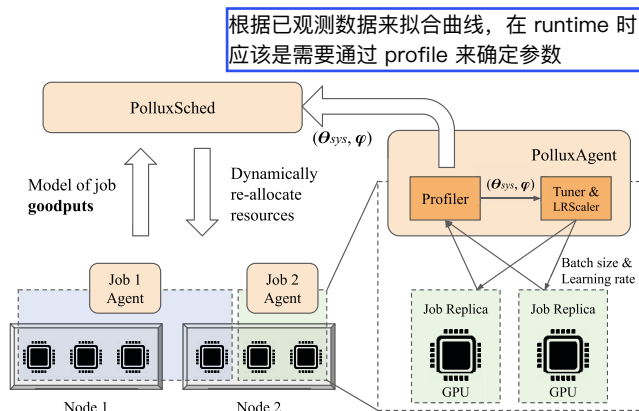 根据已观测数据来拟合曲线，在 runtime 时
应该是需要通过 profile 来确定参数
PolluxSched
(θsys, φ)
PolluxAgent
Model of job
goodputs
Dynamically
re-allocate
resources
Profiler
(θsys, φ)
Tuner &
LRScaler
Batch size &
Learning rate
Job 1
Agent
Job 2
Agent
Job Replica
Job Replica
GPU
GPU
Node 1
Node 2